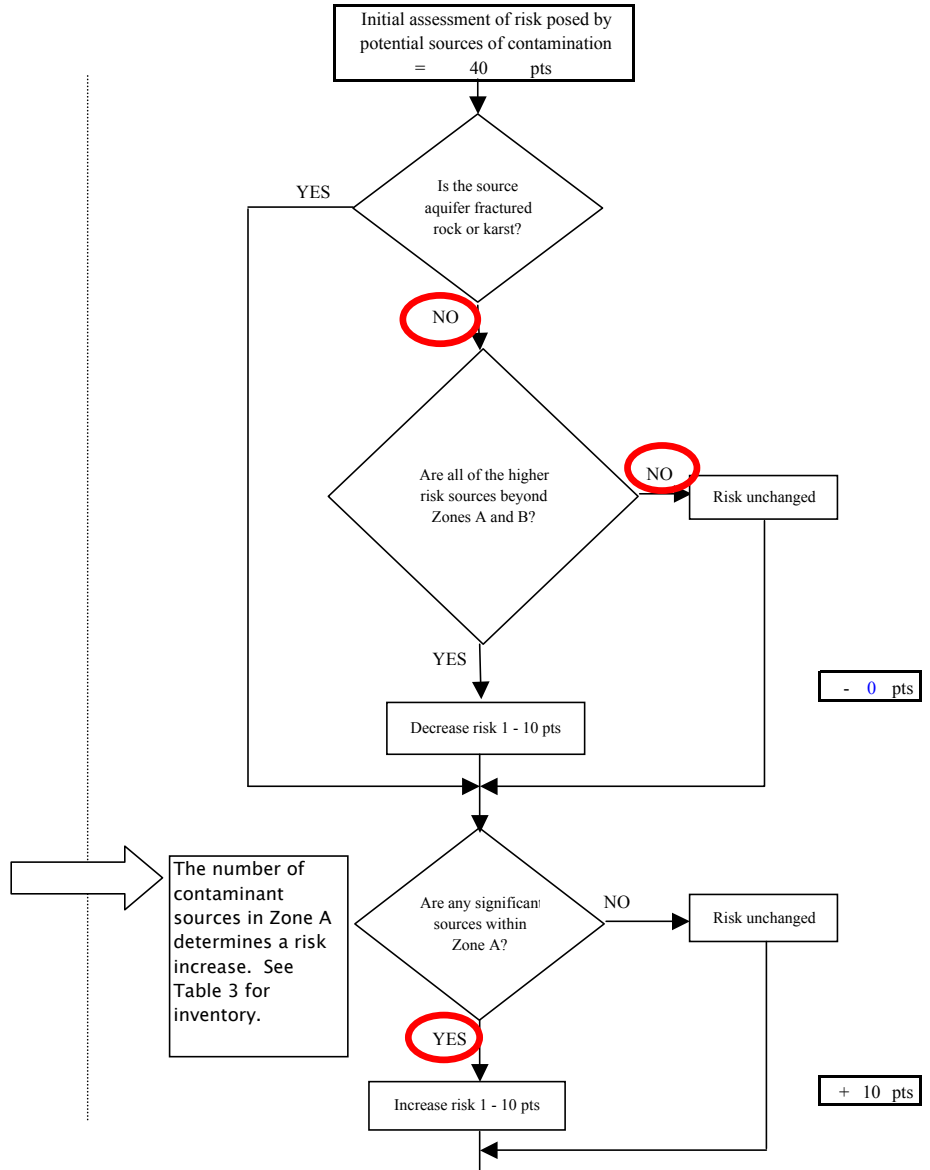 Initial assessment of risk posed by
potential sources of contamination
= 40 pts
YES
Is the source
aquifer fractured
rock or karst?
NO
Are all of the higher
risk sources beyond
Zones A and B?
NO
Risk unchanged
YES
- 0 pts
Decrease risk 1 - 10 pts
The number of
contaminant
sources in Zone A
determines a risk
increase. See
Table 3 for
inventory.
Are any significant
sources within
Zone A?
NO
Risk unchanged
YES
+ 10 pts
Increase risk 1 - 10 pts